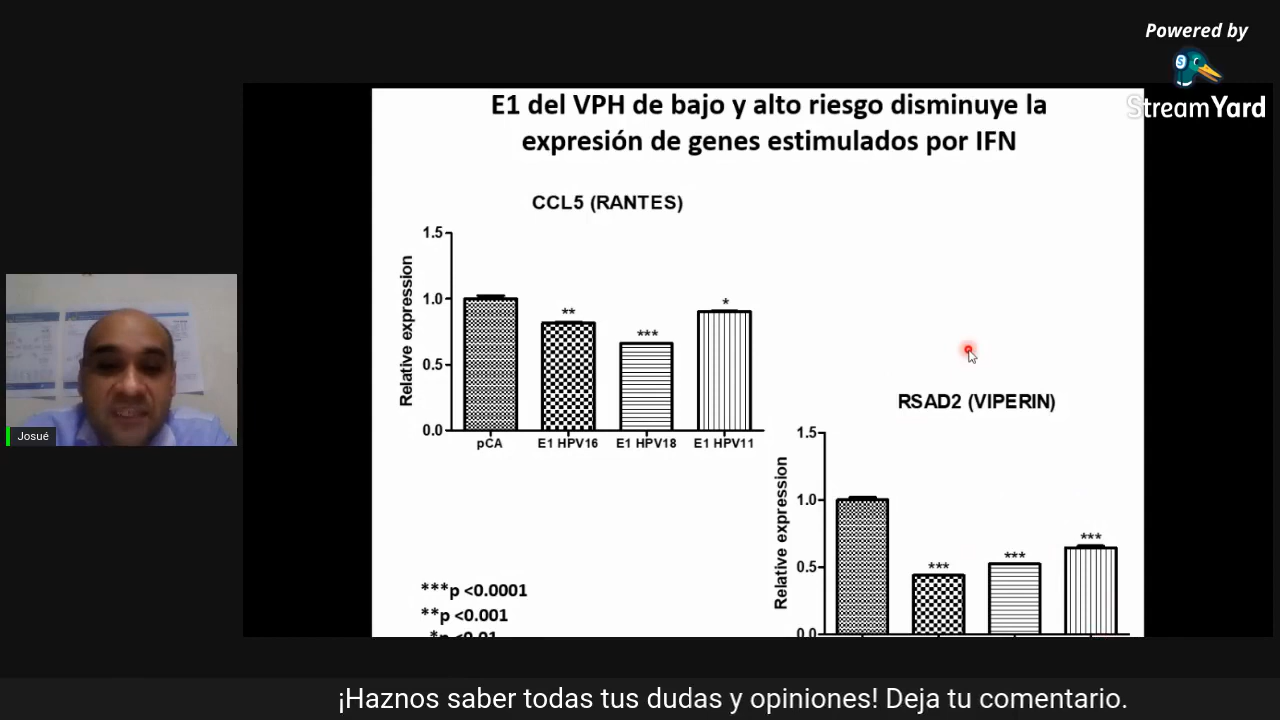 Powered by
StreamYard
E1 del VPH de bajo y alto riesgo disminuye la
expresión de genes estimulados por IFN
CCL5 (RANTES)
Relative expression
1.5
1.0
0.5
0.0
**
***
*
pCA
E1 HPV16
E1 HPV18
E1 HPV11
RSAD2 (VIPERIN)
Relative expression
1.5
1.0
0.5
0.0
***
***
***
***p <0.0001
**p <0.001
*p <0.01
Josué
¡Haznos saber todas tus dudas y opiniones! Deja tu comentario.